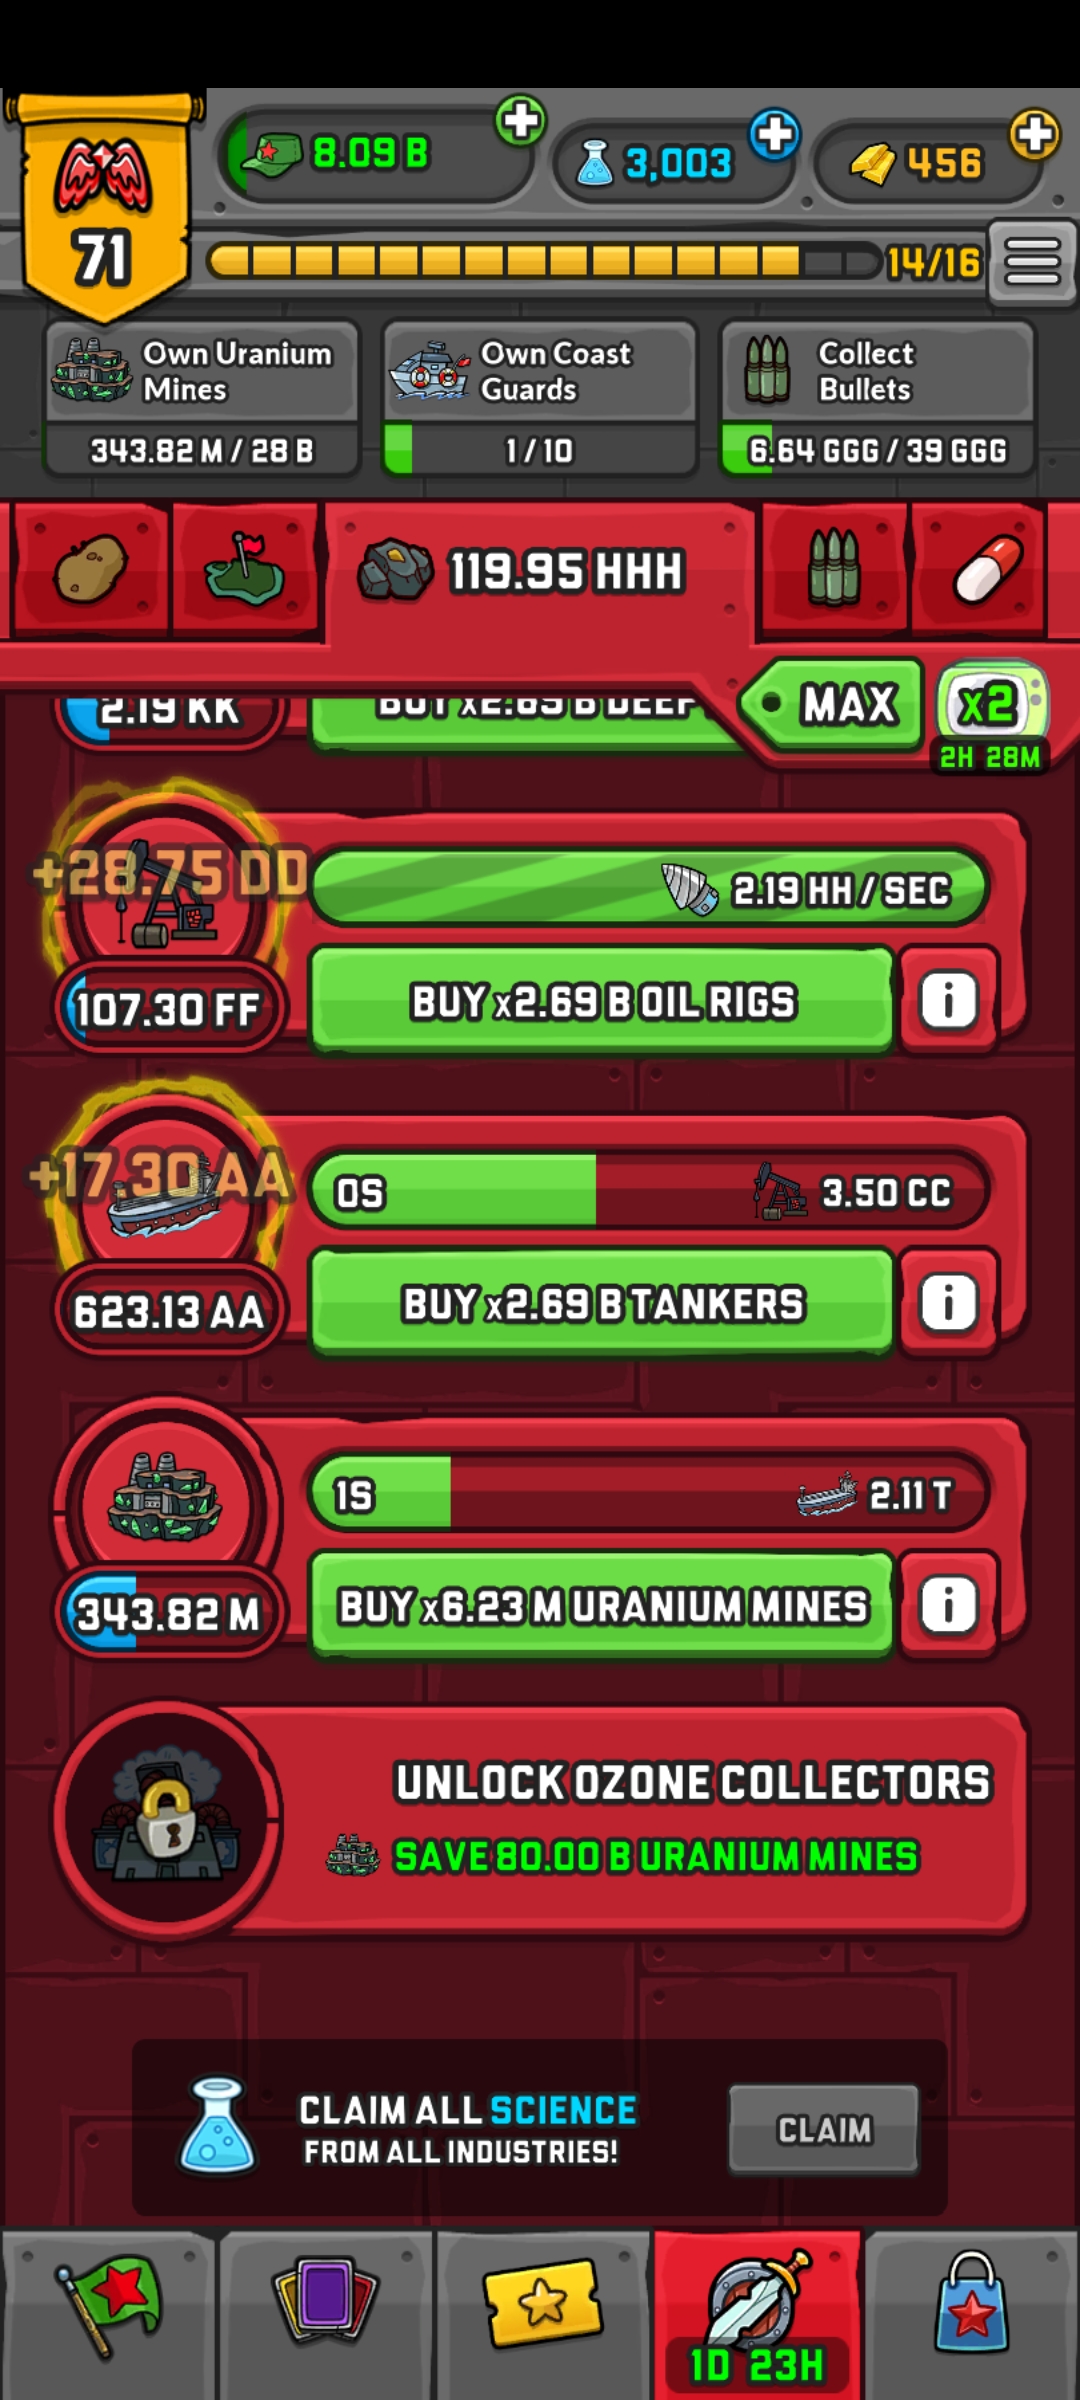 8.09 B
3,003
456
71
14/16
Own Uranium
Mines
343.82 M / 28 B
Own Coast
Guards
1 / 10
Collect
Bullets
6.64 GGG / 39 GGG
119.95 HHH
MAX
x2
2H 28M
2.19 KK
BUY x2.69 B DEEP
+28.75 DD
2.19 HH / SEC
107.30 FF
BUY x2.69 B OIL RIGS
i
+17.30 AA
0S
3.50 CC
623.13 AA
BUY x2.69 B TANKERS
i
1S
2.11 T
343.82 M
BUY x6.23 M URANIUM MINES
i
UNLOCK OZONE COLLECTORS
SAVE 80.00 B URANIUM MINES
CLAIM ALL SCIENCE
FROM ALL INDUSTRIES!
CLAIM
1D 23H